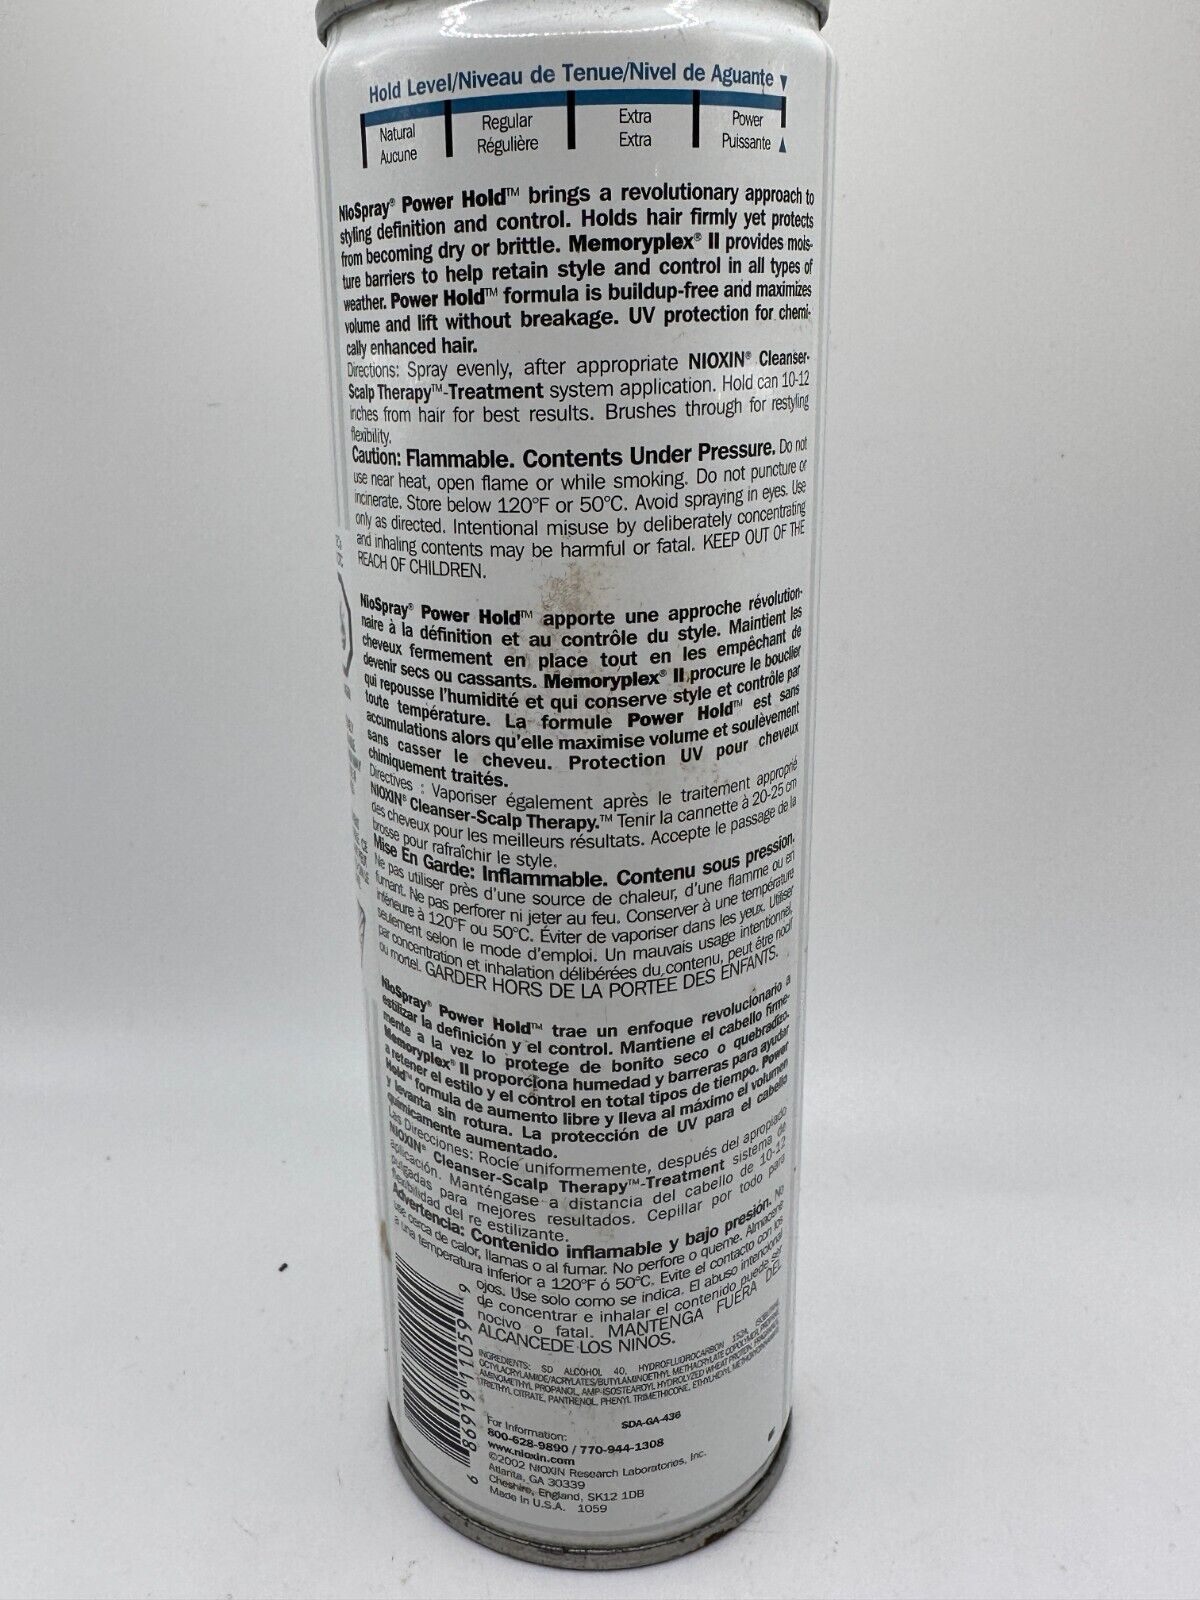 Hold Level/Niveau de Tenue/Nivel de Aguante
Natural Regular Extra Power
Aucune Régulière Extra Puissante
NioSpray® Power Hold™ brings a revolutionary approach to
styling definition and control. Holds hair firmly yet protects
from becoming dry or brittle. Memoryplex® II provides mois-
ture barriers to help retain style and control in all types of
weather. Power Hold™ formula is buildup-free and maximizes
volume and lift without breakage. UV protection for chemi-
cally enhanced hair.
Directions: Spray evenly, after appropriate NIOXIN® Cleanser-
Scalp Therapy™-Treatment system application. Hold can 10-12
inches from hair for best results. Brushes through for restyling
flexibility.
Caution: Flammable. Contents Under Pressure. Do not
use near heat, open flame or while smoking. Do not puncture or
incinerate. Store below 120°F or 50°C. Avoid spraying in eyes. Use
only as directed. Intentional misuse by deliberately concentrating
and inhaling contents may be harmful or fatal. KEEP OUT OF THE
REACH OF CHILDREN.
NioSpray® Power Hold™ apporte une approche révolution-
naire à la définition et au contrôle du style. Maintient les
cheveux fermement en place tout en les empêchant de
devenir secs ou cassants. Memoryplex® II procure le bouclier
qui repousse l'humidité et qui conserve style et contrôle par
toute température. La formule Power Hold™ est sans
accumulations alors qu'elle maximise volume et soulèvement
sans casser le cheveu. Protection UV pour cheveux
chimiquement traités.
Directives : Vaporiser également après le traitement approprié
NIOXIN® Cleanser-Scalp Therapy.™ Tenir la cannette à 20-25 cm
des cheveux pour les meilleurs résultats. Accepte le passage de la
brosse pour rafraîchir le style.
Mise En Garde: Inflammable. Contenu sous pression.
Ne pas utiliser près d'une source de chaleur, d'une flamme ou en
fumant. Ne pas perforer ni jeter au feu. Conserver à une température
inférieure à 120°F ou 50°C. Éviter de vaporiser dans les yeux. Utiliser
seulement selon le mode d'emploi. Un mauvais usage intentionnel,
par concentration et inhalation délibérées du contenu, peut être nocif
ou mortel. GARDER HORS DE LA PORTÉE DES ENFANTS.
NioSpray® Power Hold™ trae un enfoque revolucionario a
estilizar la definición y el control. Mantiene el cabello firme-
mente a la vez lo protege de bonito seco o quebradizo.
Memoryplex® II proporciona humedad y barreras para ayudar
a retener el estilo y el control en total tipos de tiempo. Power
Hold™ formula de aumento libre y lleva al máximo el volumen
y levanta sin rotura. La protección de UV para el cabello
químicamente aumentado.
Las Direcciones: Rocíe uniformemente, después del apropiado
NIOXIN® Cleanser-Scalp Therapy™-Treatment sistema de
aplicación. Manténgase a distancia del cabello de 10-12
pulgadas para mejores resultados. Cepillar por todo para
flexibilidad del re estilizante.
Advertencia: Contenido inflamable y bajo presión. No
use cerca de calor, llamas o al fumar. No perfore o queme. Almacene
a una temperatura inferior a 120°F ó 50°C. Evite el contacto con los
ojos. Use solo como se indica. El abuso intencional
de concentrar e inhalar el contenido puede ser
nocivo o fatal. MANTENGA FUERA DEL
ALCANCEDE LOS NINOS.
INGREDIENTS: SD ALCOHOL 40, HYDROFLUOROCARBON 152A,
OCTYLACRYLAMIDE/ACRYLATES/BUTYLAMINOETHYL METHACRYLATE COPOLYMER,
AMINOMETHYL PROPANOL, AMP-ISOSTEAROYL HYDROLYZED WHEAT PROTEIN, FRAGRANCE,
TRIETHYL CITRATE, PANTHENOL, PHENYL TRIMETHICONE, ETHYLHEXYL METHOXYCINNAMATE
SDA-GA-436
For Information:
800-628-9890 / 770-944-1308
www.nioxin.com
©2002 NIOXIN Research Laboratories, Inc.
Atlanta, GA 30339
Cheshire, England, SK12 1DB
Made in U.S.A. 1059
6 86919 11059 9